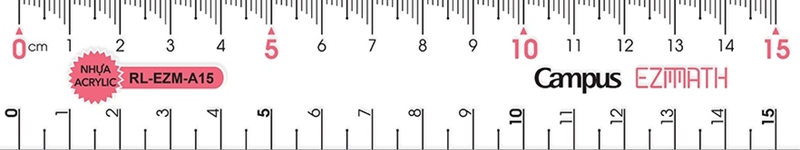 0 cm 1 2 3 4 5 6 7 8 9 10 11 12 13 14 15
NHỰA
ACRYLIC
RL-EZM-A15
Campus EZMATH
0 1 2 3 4 5 6 7 8 9 10 11 12 13 14 15